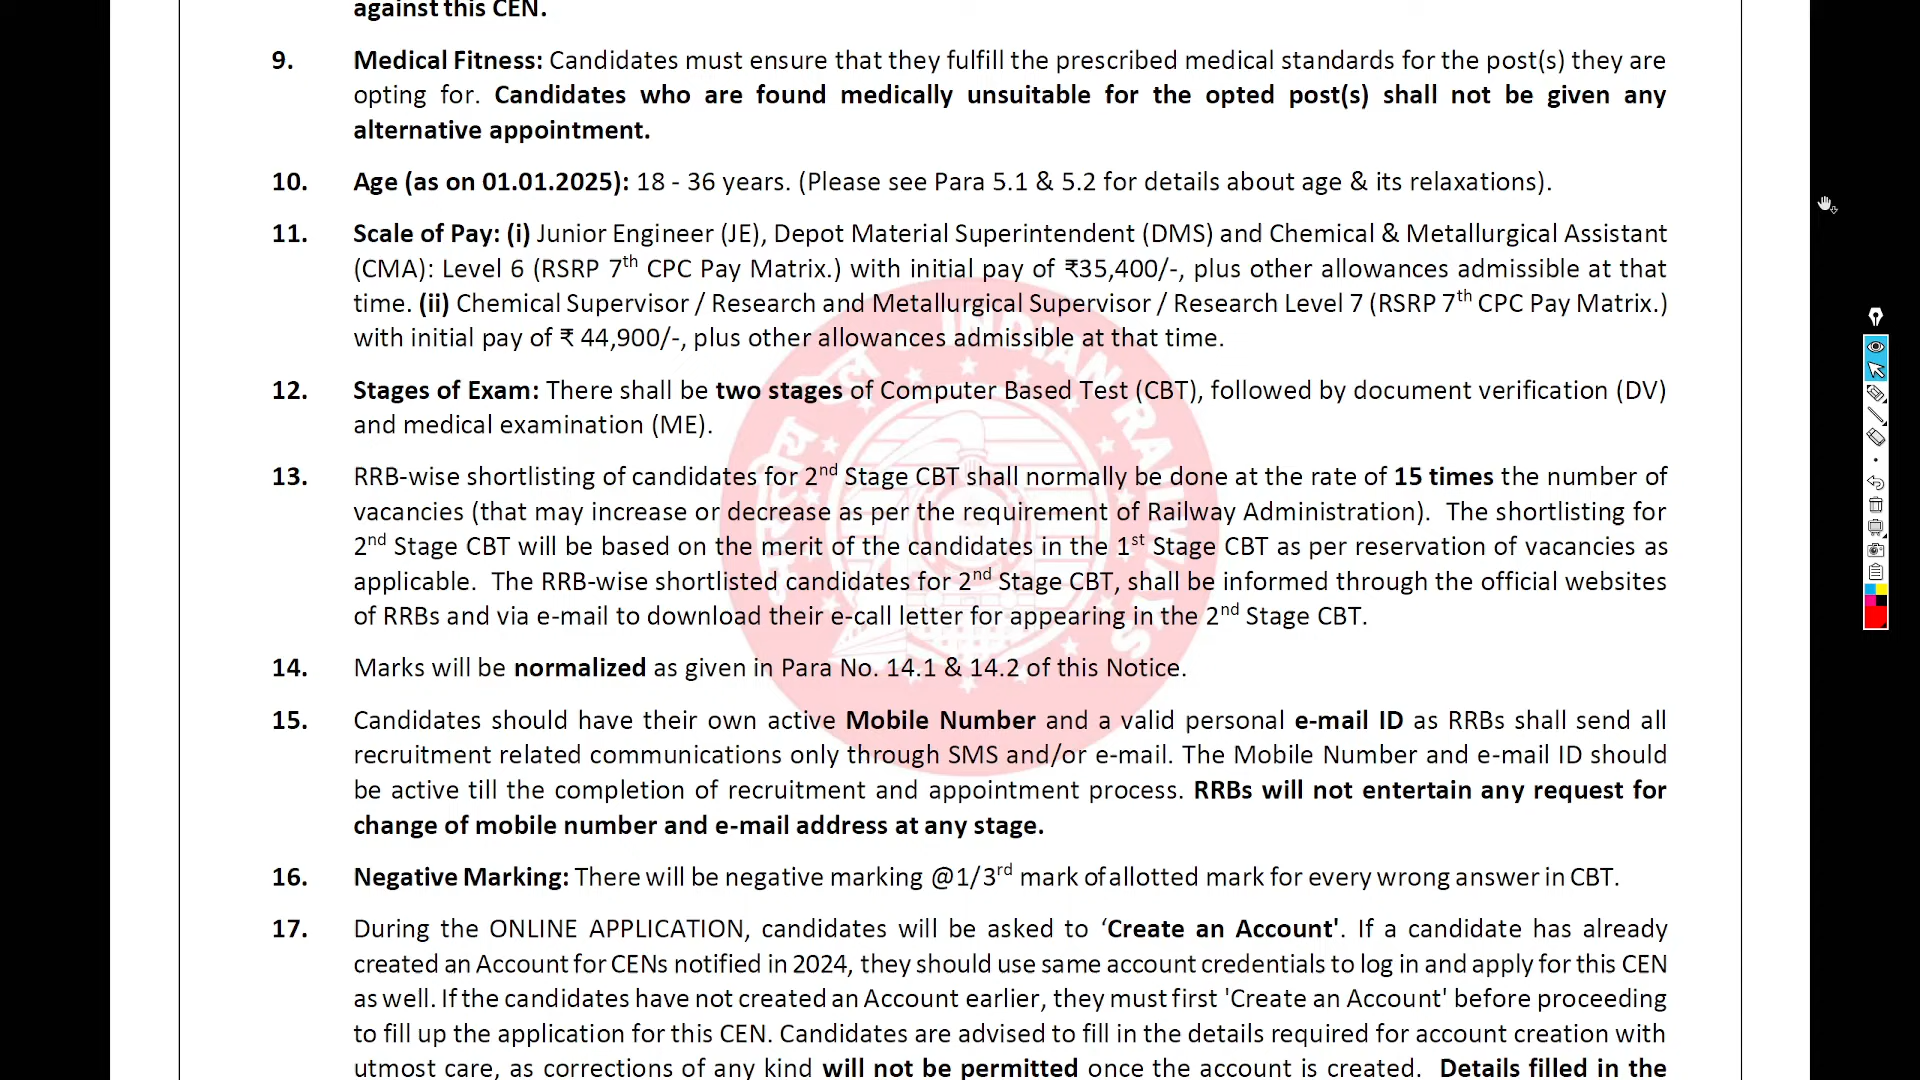 against this CEN.
9. Medical Fitness: Candidates must ensure that they fulfill the prescribed medical standards for the post(s) they are
opting for. Candidates who are found medically unsuitable for the opted post(s) shall not be given any
alternative appointment.
10. Age (as on 01.01.2025): 18 - 36 years. (Please see Para 5.1 & 5.2 for details about age & its relaxations).
11. Scale of Pay: (i) Junior Engineer (JE), Depot Material Superintendent (DMS) and Chemical & Metallurgical Assistant
(CMA): Level 6 (RSRP 7th CPC Pay Matrix.) with initial pay of ₹35,400/-, plus other allowances admissible at that
time. (ii) Chemical Supervisor / Research and Metallurgical Supervisor / Research Level 7 (RSRP 7th CPC Pay Matrix.)
with initial pay of ₹ 44,900/-, plus other allowances admissible at that time.
12. Stages of Exam: There shall be two stages of Computer Based Test (CBT), followed by document verification (DV)
and medical examination (ME).
13. RRB-wise shortlisting of candidates for 2nd Stage CBT shall normally be done at the rate of 15 times the number of
vacancies (that may increase or decrease as per the requirement of Railway Administration). The shortlisting for
2nd Stage CBT will be based on the merit of the candidates in the 1st Stage CBT as per reservation of vacancies as
applicable. The RRB-wise shortlisted candidates for 2nd Stage CBT, shall be informed through the official websites
of RRBs and via e-mail to download their e-call letter for appearing in the 2nd Stage CBT.
14. Marks will be normalized as given in Para No. 14.1 & 14.2 of this Notice.
15. Candidates should have their own active Mobile Number and a valid personal e-mail ID as RRBs shall send all
recruitment related communications only through SMS and/or e-mail. The Mobile Number and e-mail ID should
be active till the completion of recruitment and appointment process. RRBs will not entertain any request for
change of mobile number and e-mail address at any stage.
16. Negative Marking: There will be negative marking @1/3rd mark of allotted mark for every wrong answer in CBT.
17. During the ONLINE APPLICATION, candidates will be asked to ‘Create an Account'. If a candidate has already
created an Account for CENs notified in 2024, they should use same account credentials to log in and apply for this CEN
as well. If the candidates have not created an Account earlier, they must first 'Create an Account' before proceeding
to fill up the application for this CEN. Candidates are advised to fill in the details required for account creation with
utmost care, as corrections of any kind will not be permitted once the account is created. Details filled in the
INDIAN RAILWAYS